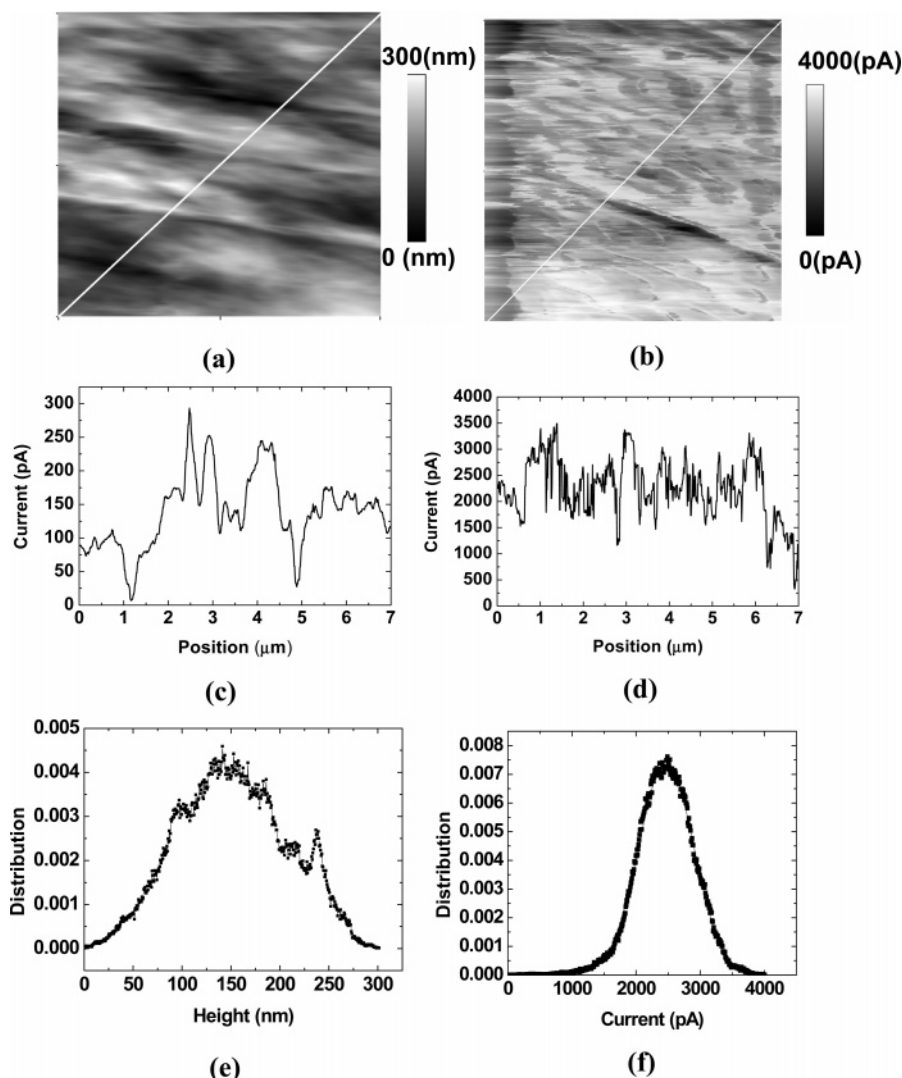 300(nm)
0 (nm)
4000(pA)
0(pA)
(a)
(b)
300
250
200
150
100
50
0
Current (pA)
0 1 2 3 4 5 6 7
Position (μm)
(c)
4000
3500
3000
2500
2000
1500
1000
500
0
Current (pA)
0 1 2 3 4 5 6 7
Position (μm)
(d)
0.005
0.004
0.003
0.002
0.001
0.000
Distribution
0 50 100 150 200 250 300
Height (nm)
(e)
0.008
0.007
0.006
0.005
0.004
0.003
0.002
0.001
0.000
Distribution
0 1000 2000 3000 4000
Current (pA)
(f)